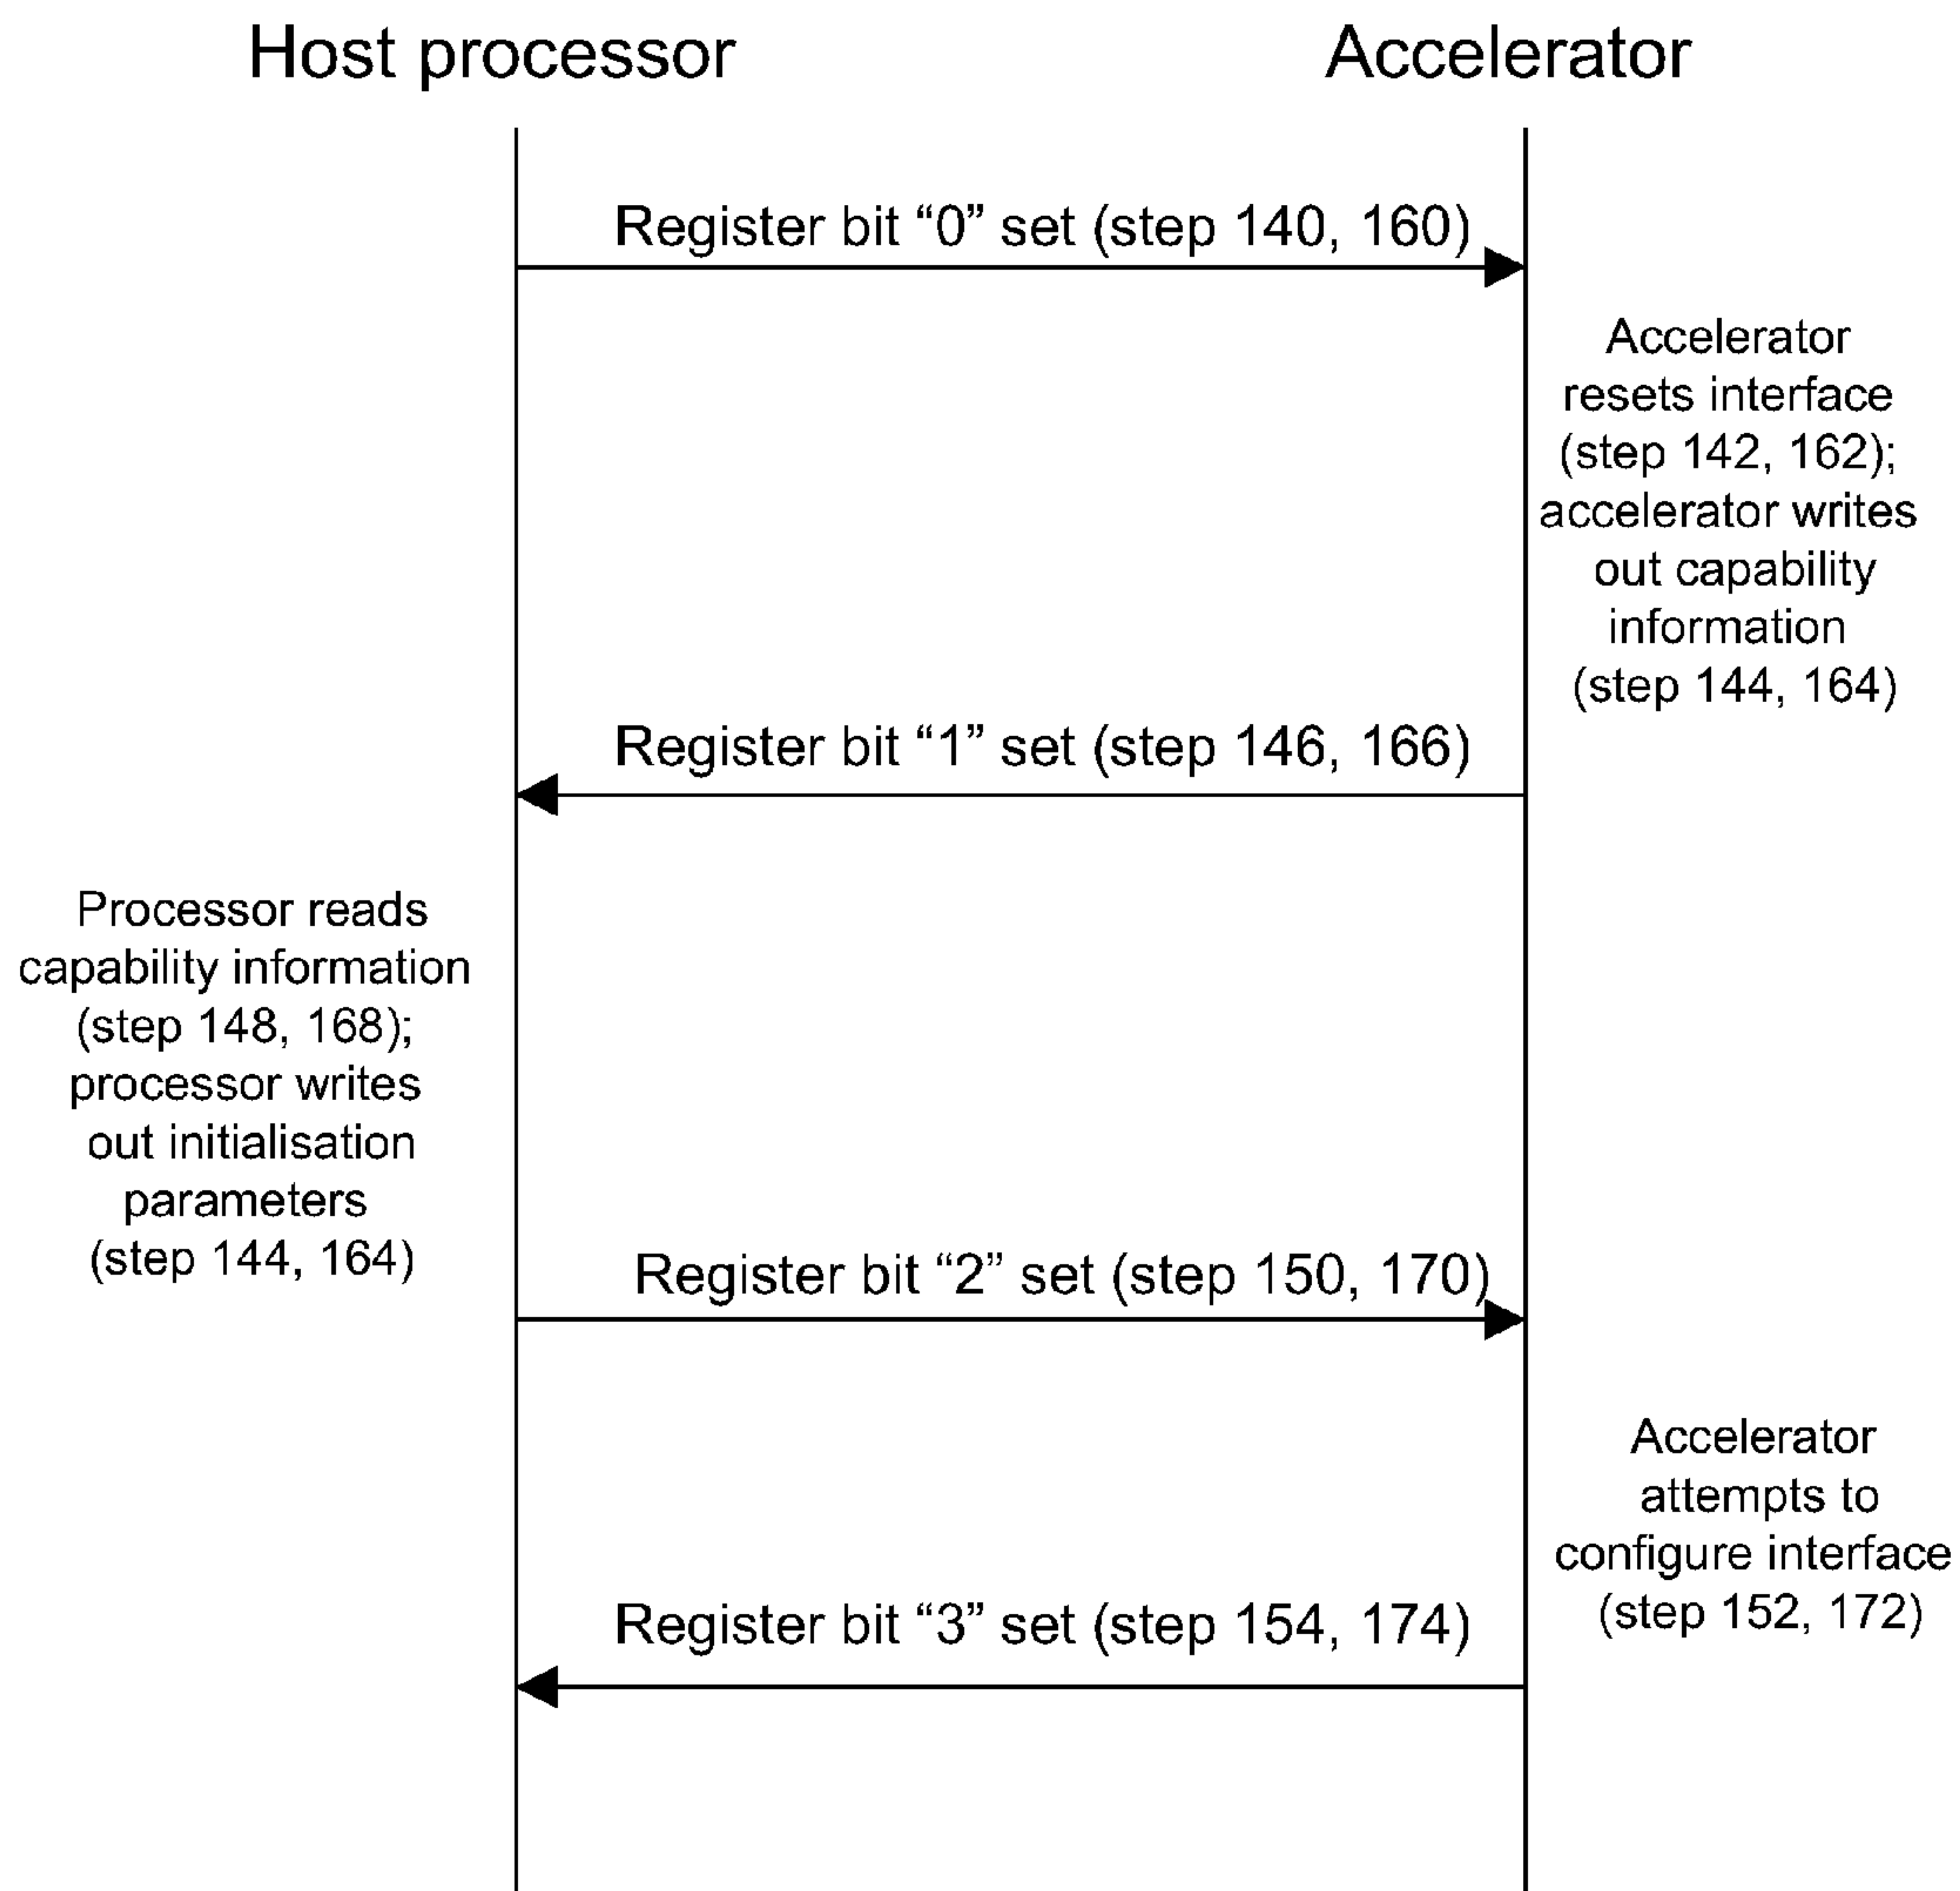 Host processor
Accelerator
Register bit “0” set (step 140, 160)
Accelerator
resets interface
(step 142, 162);
accelerator writes
out capability
information
(step 144, 164)
Register bit “1” set (step 146, 166)
Processor reads
capability information
(step 148, 168);
processor writes
out initialisation
parameters
(step 144, 164)
Register bit “2” set (step 150, 170)
Accelerator
attempts to
configure interface
(step 152, 172)
Register bit “3” set (step 154, 174)